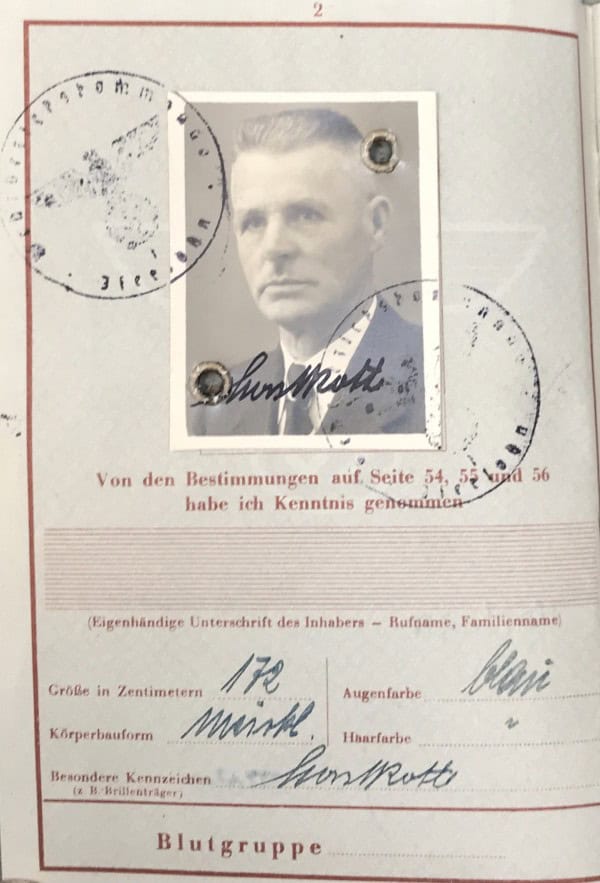 2
Von den Bestimmungen auf Seite 54, 55 und 56
habe ich Kenntnis genommen
(Eigenhändige Unterschrift des Inhabers – Rufname, Familienname)
Größe in Zentimetern 172
Augenfarbe blau
Körperbauform
Haarfarbe "
Besondere Kennzeichen
(z. B. Brillenträger)
Blutgruppe